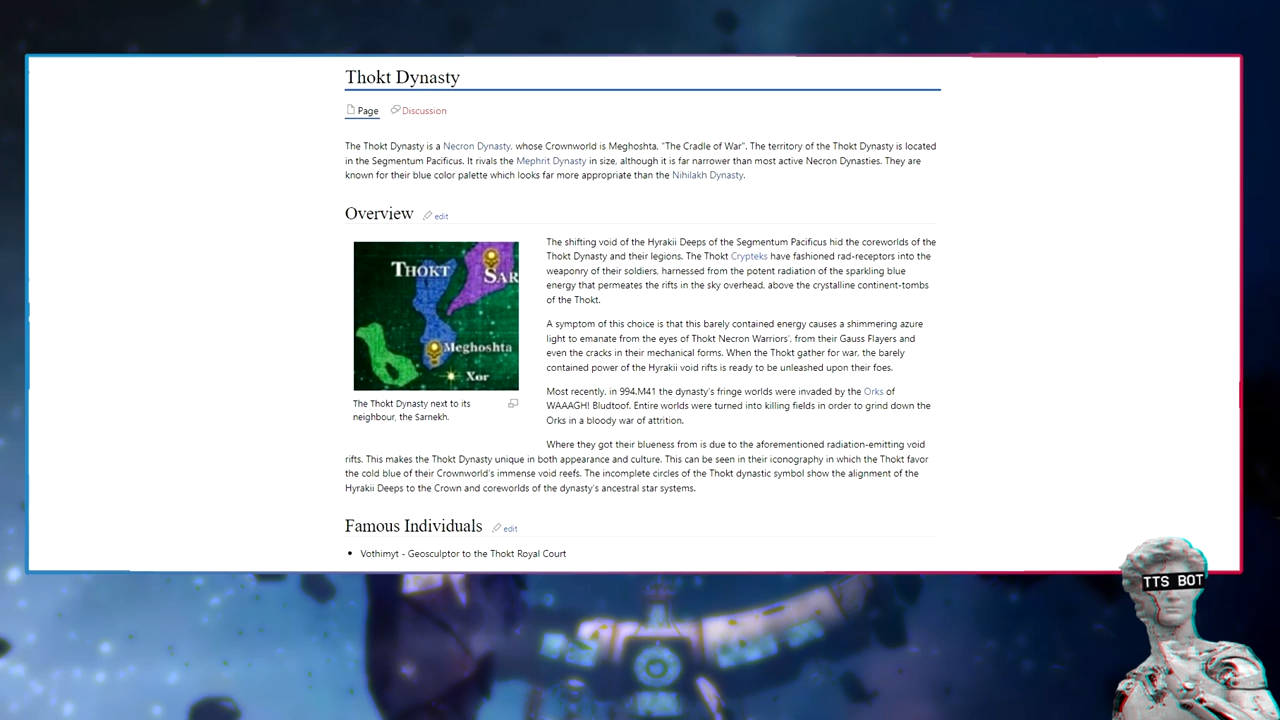 Thokt Dynasty
Page Discussion
The Thokt Dynasty is a Necron Dynasty, whose Crownworld is Meghoshta, "The Cradle of War". The territory of the Thokt Dynasty is located
in the Segmentum Pacificus. It rivals the Mephrit Dynasty in size, although it is far narrower than most active Necron Dynasties. They are
known for their blue color palette which looks far more appropriate than the Nihilakh Dynasty.
Overview edit
THOKT
SAR
Meghoshta
Xor
The Thokt Dynasty next to its
neighbour, the Sarnekh.
The shifting void of the Hyrakii Deeps of the Segmentum Pacificus hid the coreworlds of the
Thokt Dynasty and their legions. The Thokt Crypteks have fashioned rad-receptors into the
weaponry of their soldiers, harnessed from the potent radiation of the sparkling blue
energy that permeates the rifts in the sky overhead, above the crystalline continent-tombs
of the Thokt.
A symptom of this choice is that this barely contained energy causes a shimmering azure
light to emanate from the eyes of Thokt Necron Warriors', from their Gauss Flayers and
even the cracks in their mechanical forms. When the Thokt gather for war, the barely
contained power of the Hyrakii void rifts is ready to be unleashed upon their foes.
Most recently, in 994.M41 the dynasty's fringe worlds were invaded by the Orks of
WAAAGH! Bludtoof. Entire worlds were turned into killing fields in order to grind down the
Orks in a bloody war of attrition.
Where they got their blueness from is due to the aforementioned radiation-emitting void
rifts. This makes the Thokt Dynasty unique in both appearance and culture. This can be seen in their iconography in which the Thokt favor
the cold blue of their Crownworld's immense void reefs. The incomplete circles of the Thokt dynastic symbol show the alignment of the
Hyrakii Deeps to the Crown and coreworlds of the dynasty's ancestral star systems.
Famous Individuals edit
• Vothimyt - Geosculptor to the Thokt Royal Court
TTS BOT